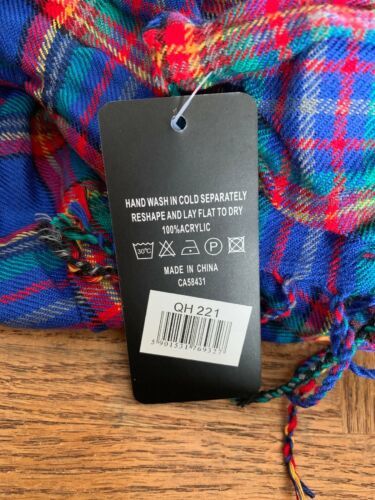 HAND WASH IN COLD SEPARATELY
RESHAPE AND LAY FLAT TO DRY
100%ACRYLIC
30°C P
MADE IN CHINA
CA58431
QH 221